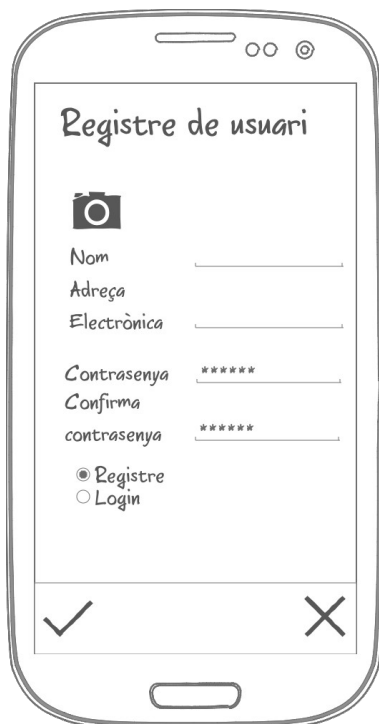 Registre de usuari
Nom
Adreça
Electrònica
Contrasenya ******
Confirma
contrasenya ******
Registre
Login